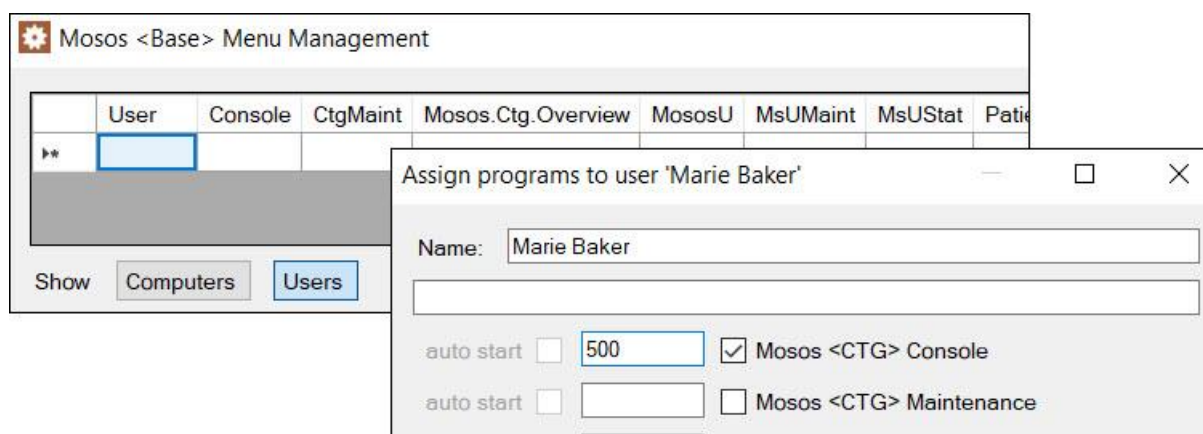 Mosos <Base> Menu Management
User Console CtgMaint Mosos.Ctg.Overview MososU MsUMaint MsUStat Patie
Show Computers Users
Assign programs to user 'Marie Baker'
Name: Marie Baker
auto start 500 Mosos <CTG> Console
auto start Mosos <CTG> Maintenance